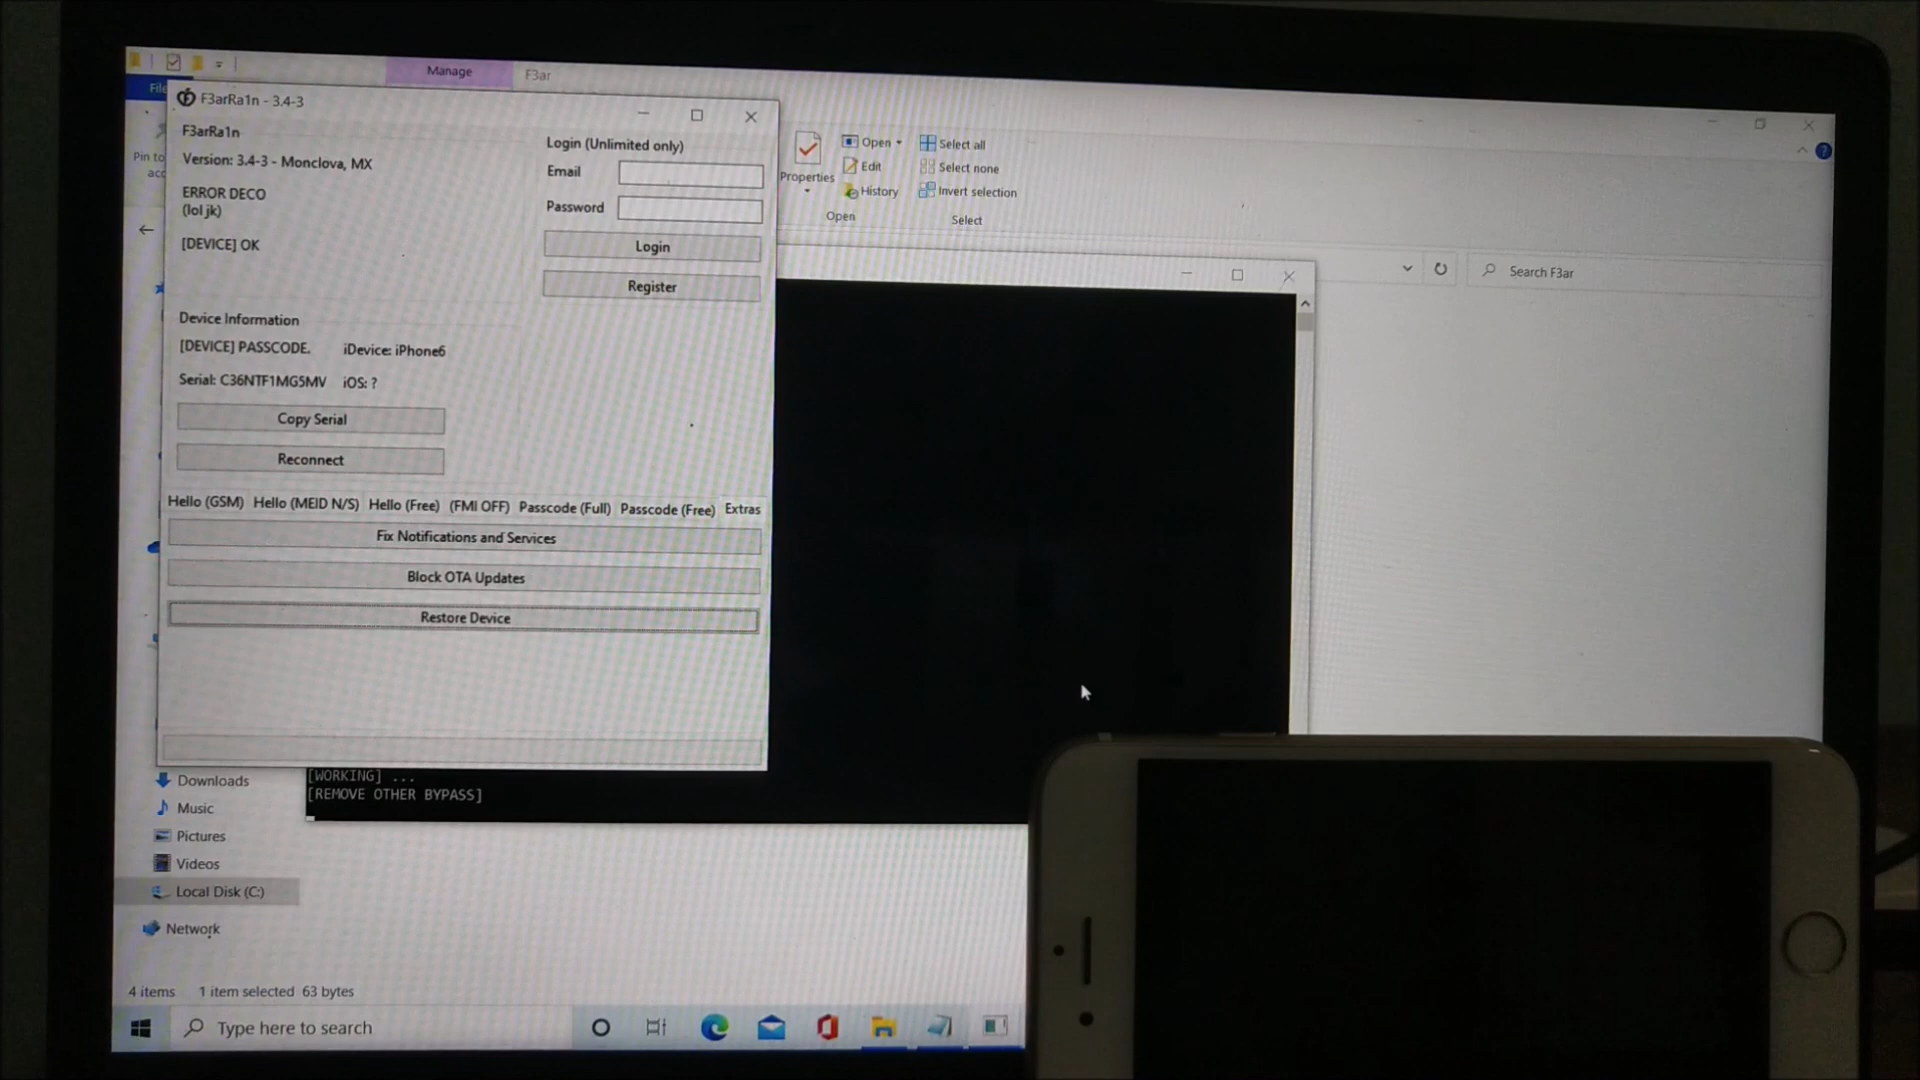 Manage
F3ar
File
F3arRa1n - 3.4-3
F3arRa1n
Version: 3.4-3 - Monclova, MX
ERROR DECO
(lol jk)
[DEVICE] OK
Login (Unlimited only)
Email
Password
Login
Register
Device Information
[DEVICE] PASSCODE.
iDevice: iPhone6
Serial: C36NTF1MG5MV
iOS: ?
Copy Serial
Reconnect
Hello (GSM)
Hello (MEID N/S)
Hello (Free)
(FMI OFF)
Passcode (Full)
Passcode (Free)
Extras
Fix Notifications and Services
Block OTA Updates
Restore Device
Pin to
acc
Properties
Open
Edit
History
Open
Select all
Select none
Invert selection
Select
Search F3ar
[WORKING] ...
[REMOVE OTHER BYPASS]
Downloads
Music
Pictures
Videos
Local Disk (C:)
Network
4 items
1 item selected 63 bytes
Type here to search